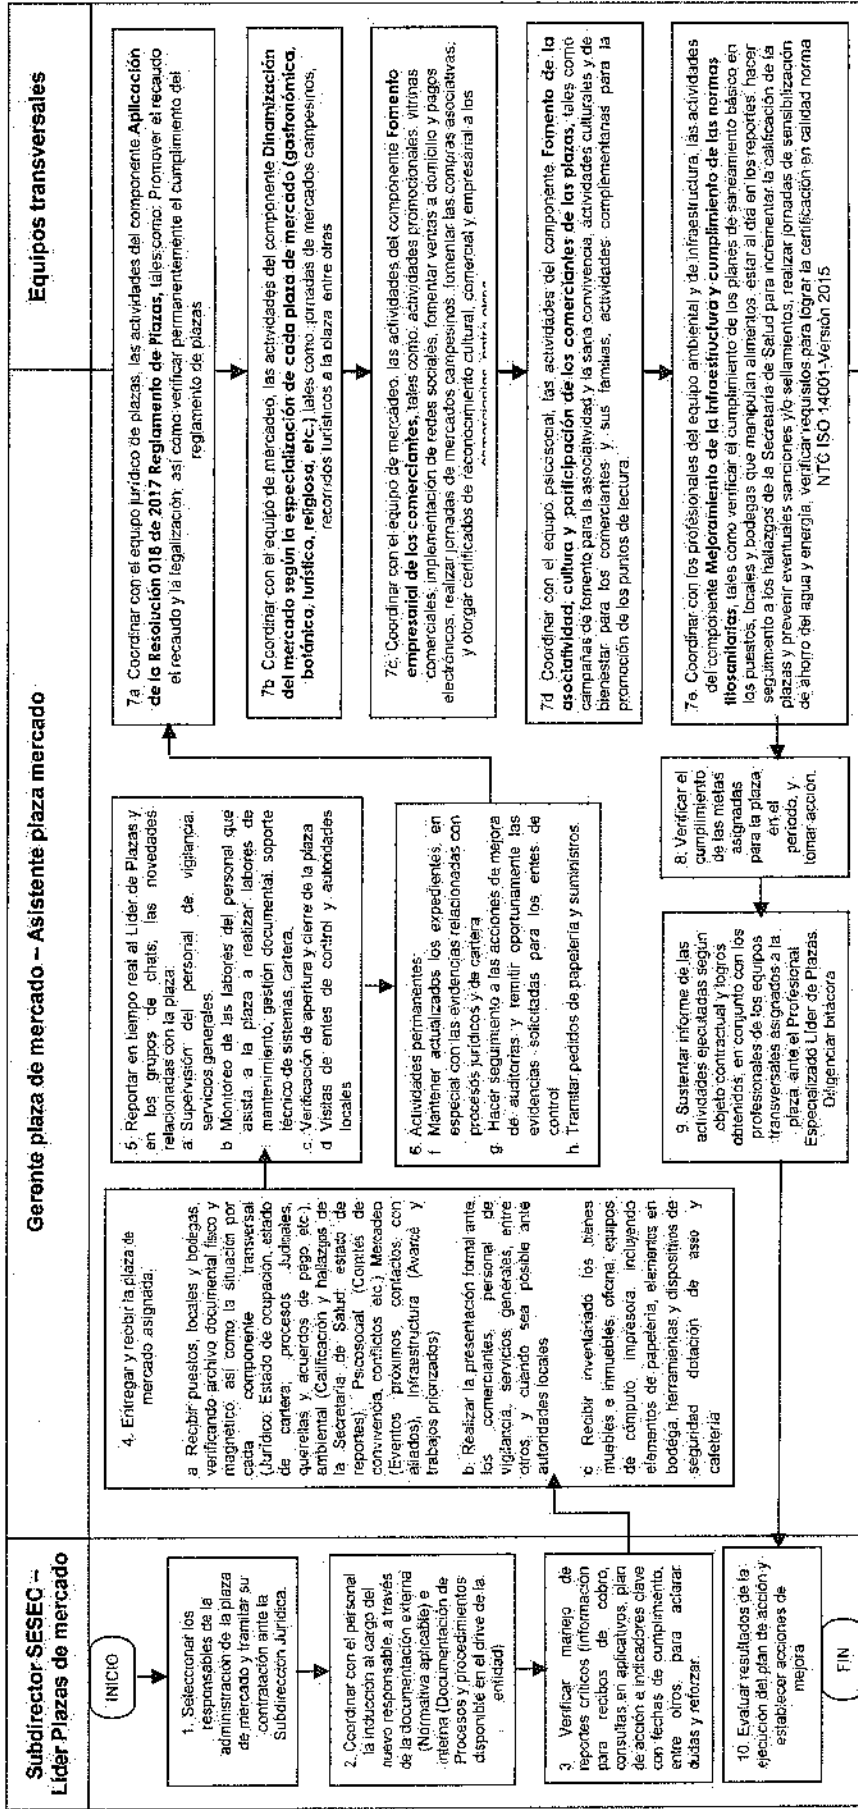 Subdirector SESEC –
Líder Plazas de mercado
Gerente plaza de mercado – Asistente plaza mercado
Equipos transversales
INICIO
1. Seleccionar los
responsables de la
administración de la plaza
de mercado y tramitar su
contratación ante la
Subdirección Jurídica.
2. Coordinar con el personal
la inducción al cargo del
nuevo responsable, a través
de la documentación externa
(Normativa aplicable) e
interna (Documentación de
Procesos y procedimientos
disponible en el drive de la
entidad)
3 Verificar manejo de
reportes críticos (información
para recibos de cobro,
consultas en aplicativos, plan
de acción e indicadores clave
con fechas de cumplimiento,
entre otros, para aclarar
dudas y reforzar.
4. Entregar y recibir la plaza de
mercado asignada:
a Recibir puestos, locales y bodegas,
verificando archivo documental físico y
magnético, así como la situación por
cada componente transversal
(Jurídico: Estado de ocupación, estado
de cartera; procesos Judiciales,
querellas y acuerdos de pago, etc.),
ambiental (Calificación y hallazgos de
la Secretaría de Salud; estado de
reportes), Psicosocial (Comités de
convivencia, conflictos etc.) Mercadeo
(Eventos próximos, contactos con
aliados), Infraestructura (Avance y
trabajos priorizados)
b. Realizar la presentación formal ante
los comerciantes, personal de
vigilancia, servicios generales, entre
otros, y cuando sea posible ante
autoridades locales
c Recibir inventariado los bienes
muebles e inmuebles, oficina, equipos
de cómputo, impresora, incluyendo
elementos de papelería, elementos en
bodega, herramientas y dispositivos de
seguridad dotación de aseo y
cafetería
5. Reportar en tiempo real al Líder de Plazas y
en los grupos de chats, las novedades
relacionadas con la plaza:
a Supervisión del personal de vigilancia,
servicios generales.
b Monitoreo de las labores del personal que
asista a la plaza a realizar labores de
mantenimiento, gestión documental, soporte
técnico de sistemas, cartera.
c. Verificación de apertura y cierre de la plaza
d Visitas de entes de control y autoridades
locales
6. Actividades permanentes:
f Mantener actualizados los expedientes, en
especial con las evidencias relacionadas con
procesos jurídicos y de cartera
g. Hacer seguimiento a las acciones de mejora
de auditorías y remitir oportunamente las
evidencias solicitadas para los entes de
control
h. Tramitar pedidos de papelería y suministros.
7a Coordinar con el equipo jurídico de plazas, las actividades del componente Aplicación
de la Resolución 018 de 2017 Reglamento de Plazas, tales como: Promover el recaudo
el recaudo y la legalización, así como verificar permanentemente el cumplimiento del
reglamento de plazas
7b Coordinar con el equipo de mercadeo, las actividades del componente Dinamización
del mercado según la especialización de cada plaza de mercado (gastronómica,
botánica, turística, religiosa, etc.) tales como jornadas de mercados campesinos,
recorridos turísticos a la plaza entre otras
7c. Coordinar con el equipo de mercadeo, las actividades del componente Fomento
empresarial de los comerciantes, tales como: actividades promocionales, vitrinas
comerciales; implementación de redes sociales, fomentar ventas a domicilio y pagos
electrónicos, realizar jornadas de mercados campesinos, fomentar las compras asociativas;
y otorgar certificados de reconocimiento cultural, comercial y empresarial a los
comerciantes, entre otros
7d Coordinar con el equipo psicosocial, las actividades del componente Fomento de la
asociatividad, cultura y participación de los comerciantes de las plazas, tales como
campañas de fomento para la asociatividad y la sana convivencia, actividades culturales y de
bienestar para los comerciantes y sus familias, actividades complementarias para la
promoción de los puntos de lectura.
7e. Coordinar con los profesionales del equipo ambiental y de infraestructura, las actividades
del componente Mejoramiento de la Infraestructura y cumplimiento de las normas
fitosanitarias, tales como verificar el cumplimiento de los planes de saneamiento básico en
los puestos, locales y bodegas que manipulan alimentos, estar al día en los reportes, hacer
seguimiento a los hallazgos de la Secretaría de Salud para incrementar la calificación de la
plazas y prevenir eventuales sanciones y/o sellamientos, realizar jornadas de sensibilización
de ahorro del agua y energía, verificar requisitos para lograr la certificación en calidad norma
NTC ISO 14001-Versión 2015
8. Verificar el
cumplimiento
de las metas
asignadas
para la plaza
en el
período, y
tomar acción.
9. Sustentar informe de las
actividades ejecutadas según
objeto contractual y logros
obtenidos, en conjunto con los
profesionales de los equipos
transversales asignados a la
plaza, ante el Profesional
Especializado Líder de Plazas.
Diligenciar bitácora
10. Evaluar resultados de la
ejecución del plan de acción y
establecer acciones de
mejora
FIN